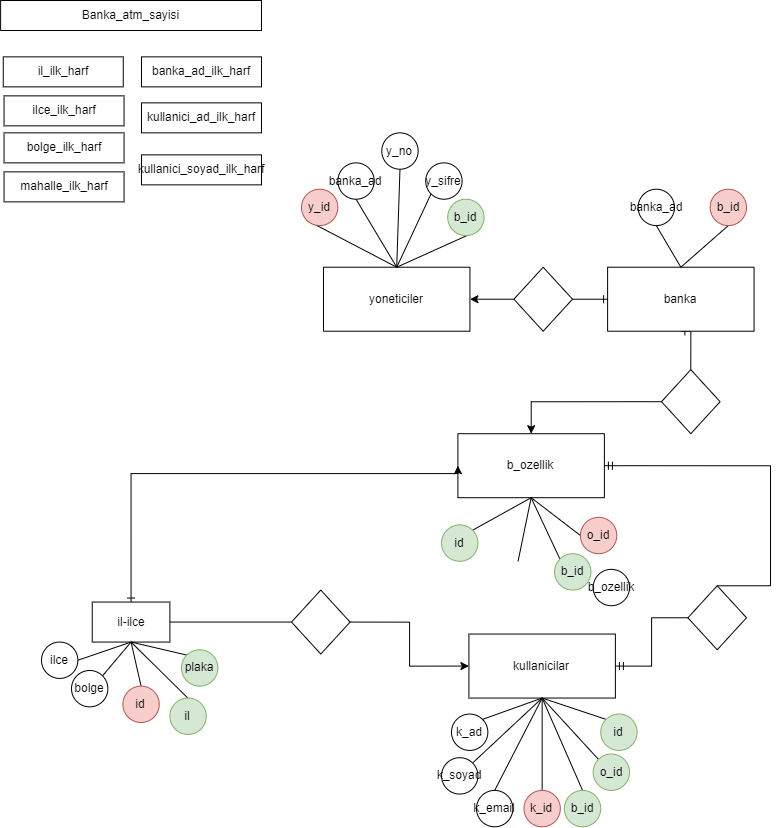 Banka_atm_sayisi
il_ilk_harf
banka_ad_ilk_harf
ilce_ilk_harf
kullanici_ad_ilk_harf
bolge_ilk_harf
kullanici_soyad_ilk_harf
mahalle_ilk_harf
y_no
banka_ad
y_sifre
y_id
b_id
banka_ad
b_id
yoneticiler
banka
b_ozellik
id
o_id
b_id
b_ozellik
il-ilce
ilce
plaka
bolge
id
il
kullanicilar
k_ad
id
k_soyad
o_id
k_email
k_id
b_id